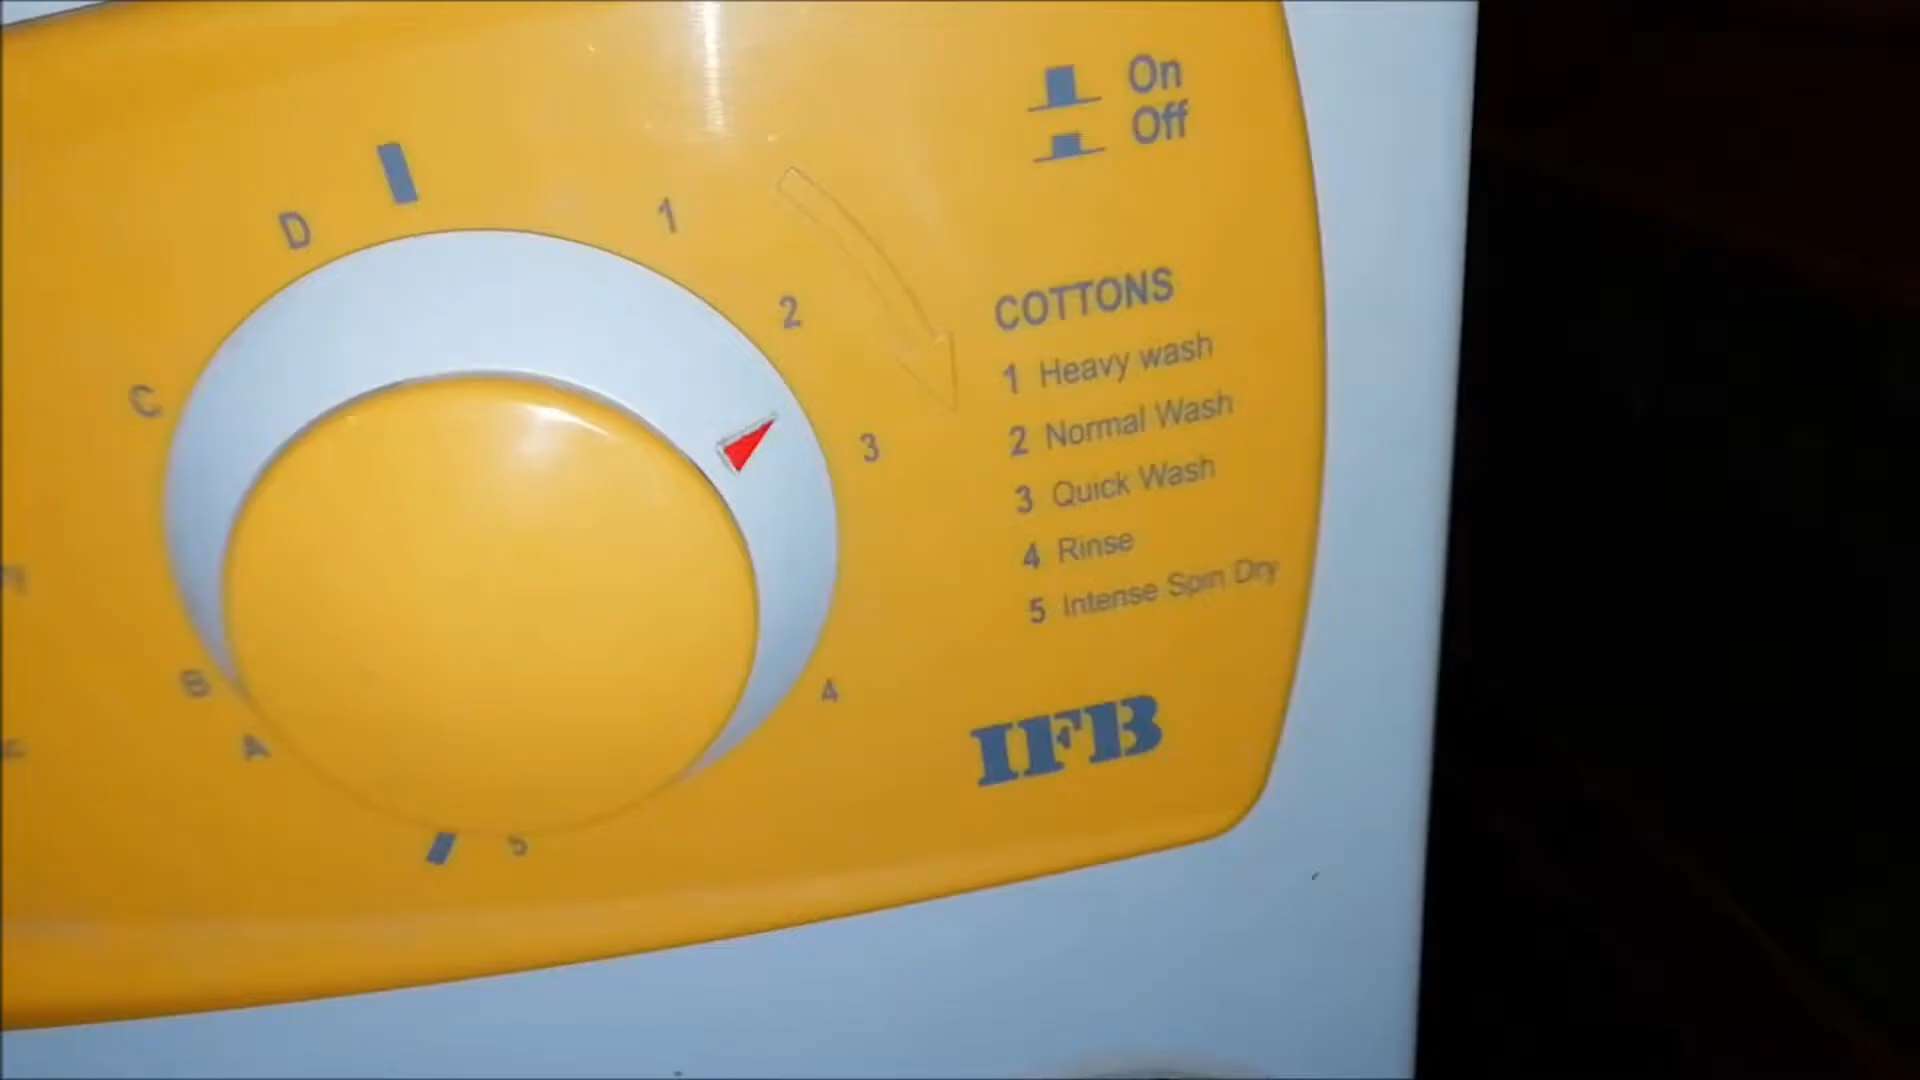 On
Off
D
1
2
C
3
B
4
A
5
COTTONS
1 Heavy wash
2 Normal Wash
3 Quick Wash
4 Rinse
5 Intense Spin Dry
IFB